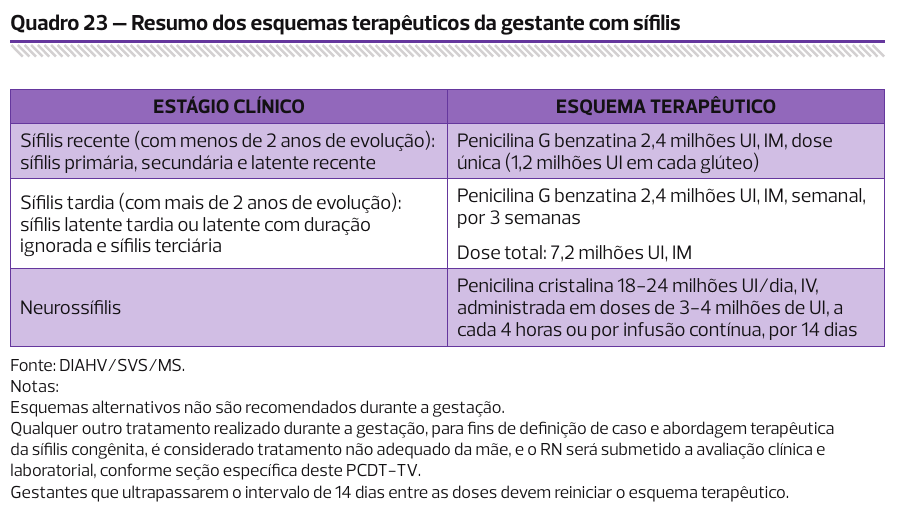 Quadro 23 – Resumo dos esquemas terapêuticos da gestante com sífilis
ESTÁGIO CLÍNICO
ESQUEMA TERAPÊUTICO
Sífilis recente (com menos de 2 anos de evolução):
sífilis primária, secundária e latente recente
Penicilina G benzatina 2,4 milhões UI, IM, dose
única (1,2 milhões UI em cada glúteo)
Sífilis tardia (com mais de 2 anos de evolução):
sífilis latente tardia ou latente com duração
ignorada e sífilis terciária
Penicilina G benzatina 2,4 milhões UI, IM, semanal,
por 3 semanas
Dose total: 7,2 milhões UI, IM
Neurossífilis
Penicilina cristalina 18-24 milhões UI/dia, IV,
administrada em doses de 3-4 milhões de UI, a
cada 4 horas ou por infusão contínua, por 14 dias
Fonte: DIAHV/SVS/MS.
Notas:
Esquemas alternativos não são recomendados durante a gestação.
Qualquer outro tratamento realizado durante a gestação, para fins de definição de caso e abordagem terapêutica
da sífilis congênita, é considerado tratamento não adequado da mãe, e o RN será submetido a avaliação clínica e
laboratorial, conforme seção específica deste PCDT-TV.
Gestantes que ultrapassarem o intervalo de 14 dias entre as doses devem reiniciar o esquema terapêutico.